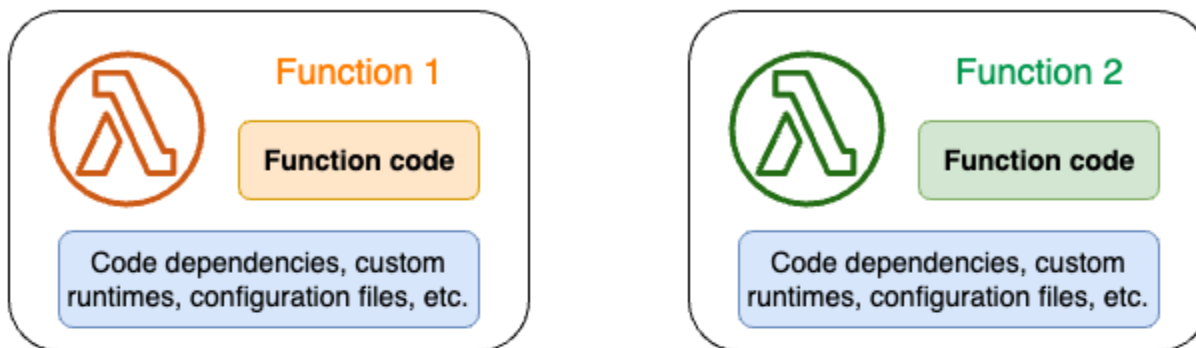 Function 1
Function code
Code dependencies, custom
runtimes, configuration files, etc.
Function 2
Function code
Code dependencies, custom
runtimes, configuration files, etc.